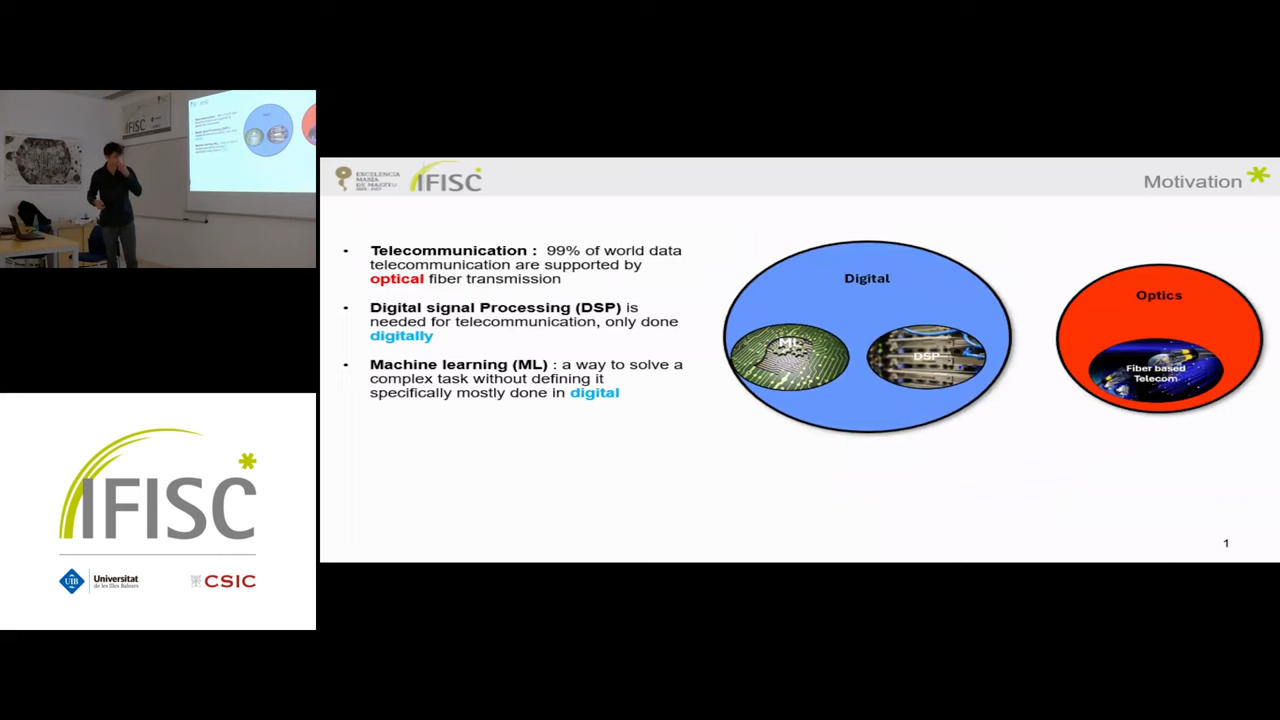 IFISC
EXCELENCIA
MARÍA
DE MAEZTU
IFISC
Motivation
• Telecommunication : 99% of world data
telecommunication are supported by
optical fiber transmission
• Digital signal Processing (DSP) is
needed for telecommunication, only done
digitally
• Machine learning (ML) : a way to solve a
complex task without defining it
specifically mostly done in digital
Digital
ML
DSP
Optics
Fiber based
Telecom
1
IFISC
UIB
Universitat
de les Illes Balears
CSIC